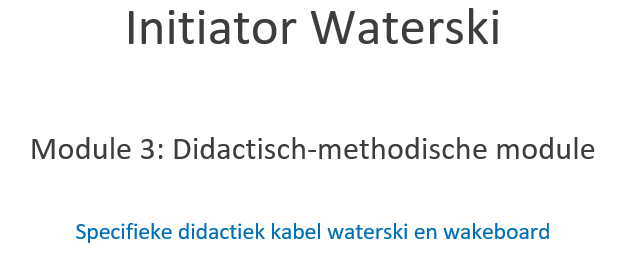 Initiator Waterski
Module 3: Didactisch-methodische module
Specifieke didactiek kabel waterski en wakeboard